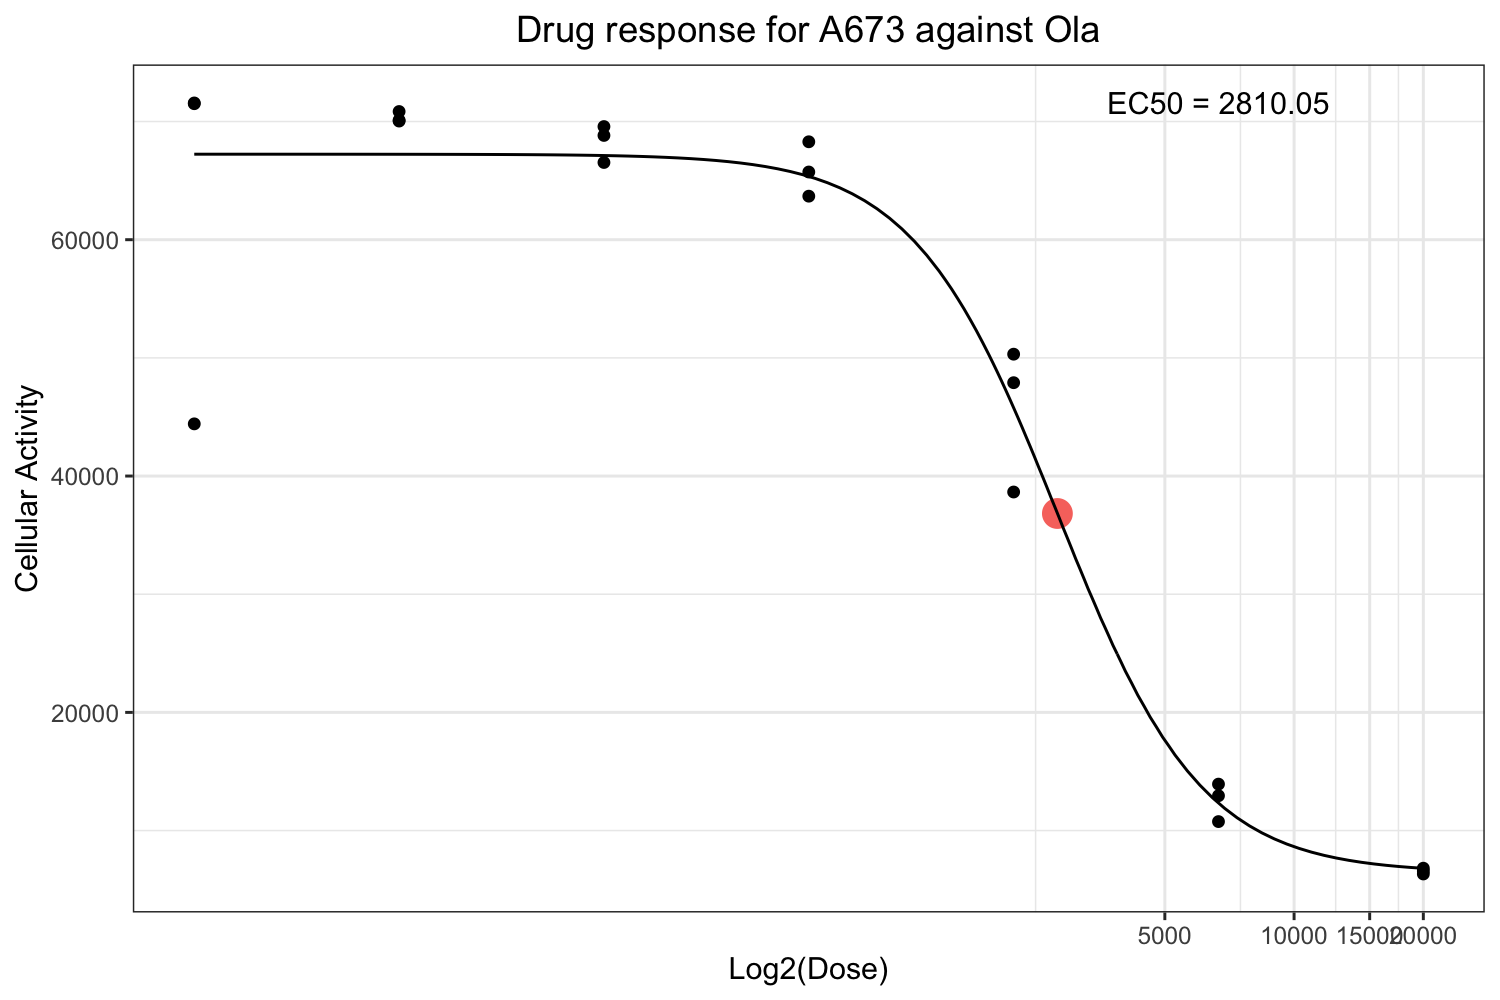 Drug response for A673 against Ola
EC50 = 2810.05
60000
40000
20000
Cellular Activity
5000 10000 15000 20000
Log2(Dose)